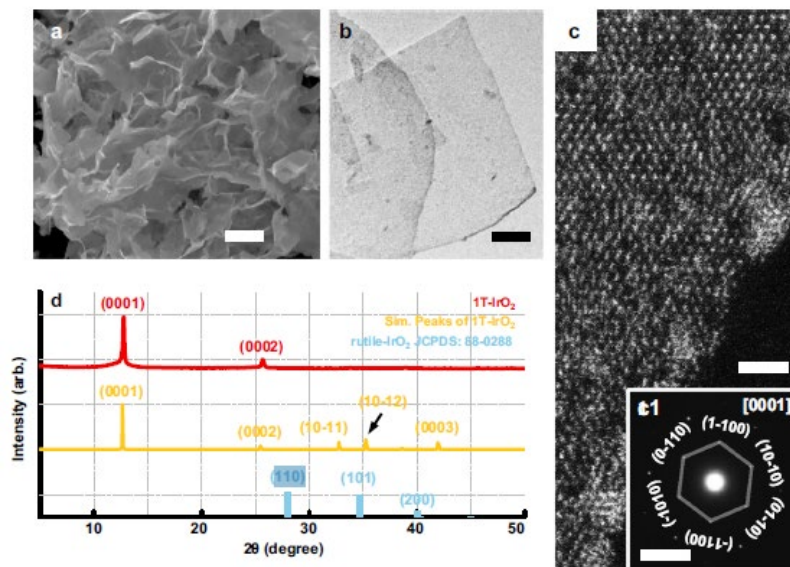 a
b
c
d
(0001)
1T-IrO₂
Sim. Peaks of 1T-IrO₂
rutile-IrO₂ JCPDS: 88-0288
(0002)
(0001)
(10-12)
(0002)
(10-11)
(0003)
(110)
(101)
(200)
Intensity (arb.)
10
20
30
40
50
2θ (degree)
c1
[0001]
(1-100)
(0-110)
(10-10)
(-1010)
(01-10)
(-1100)